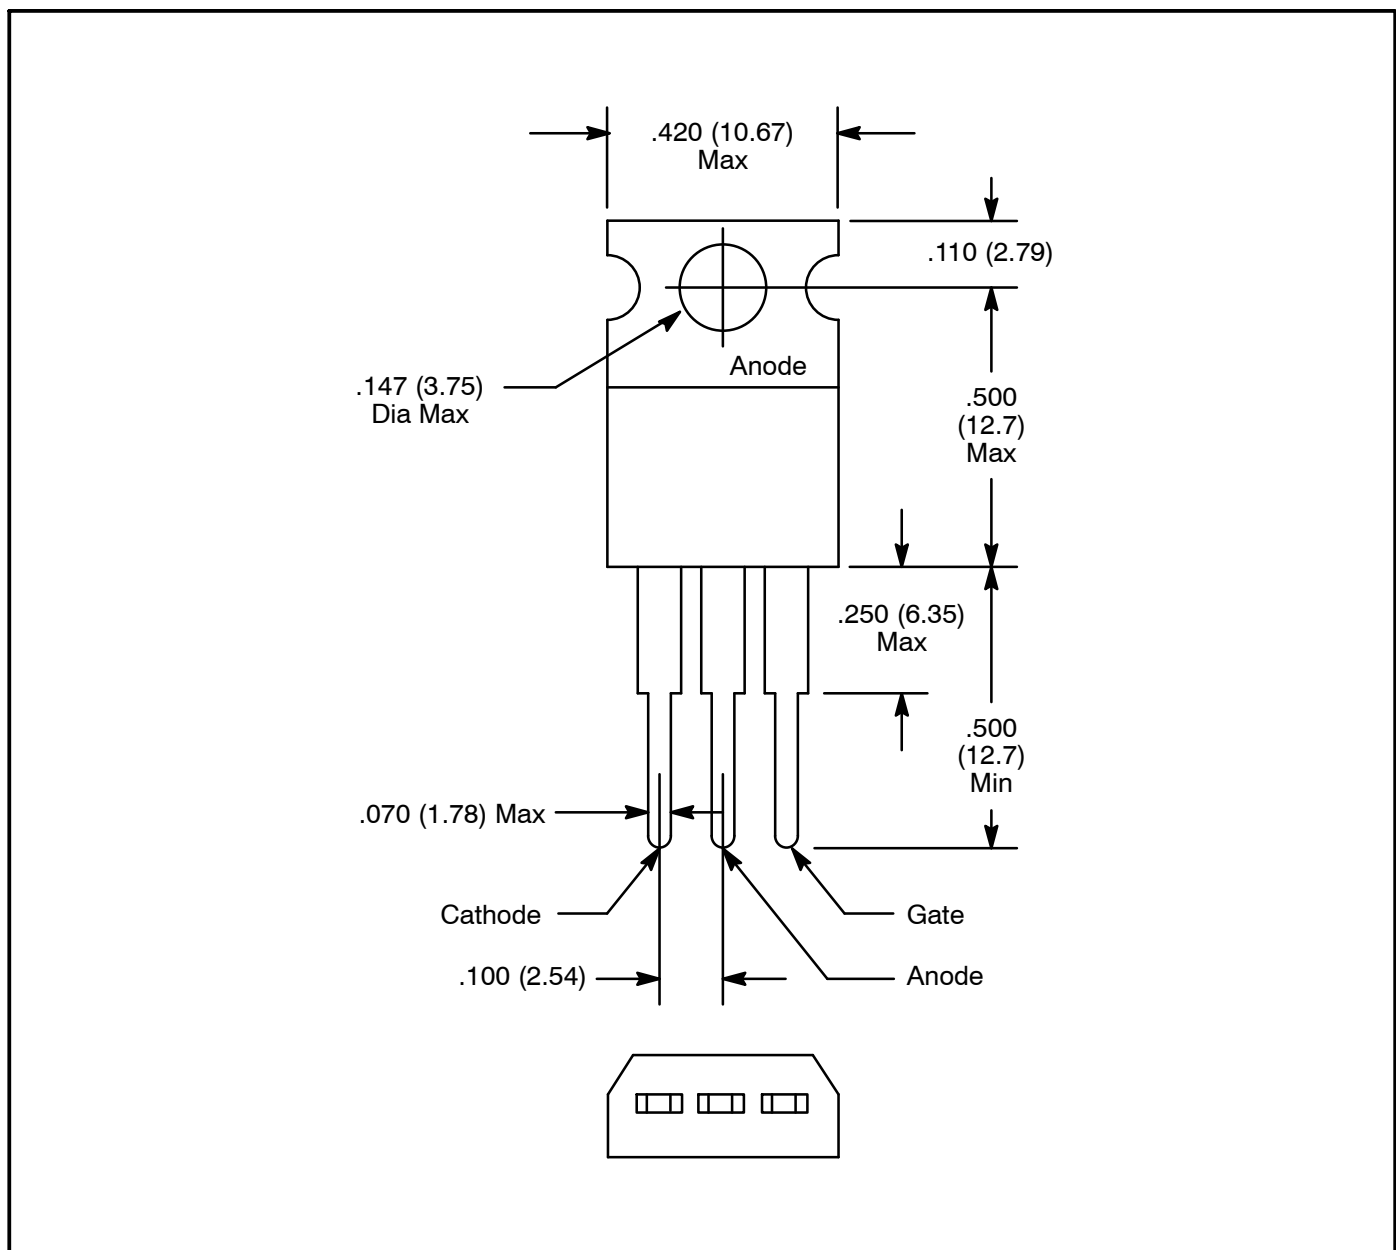 .420 (10.67)
Max
.110 (2.79)
Anode
.147 (3.75)
Dia Max
.500
(12.7)
Max
.250 (6.35)
Max
.500
(12.7)
Min
.070 (1.78) Max
Cathode
Gate
.100 (2.54)
Anode